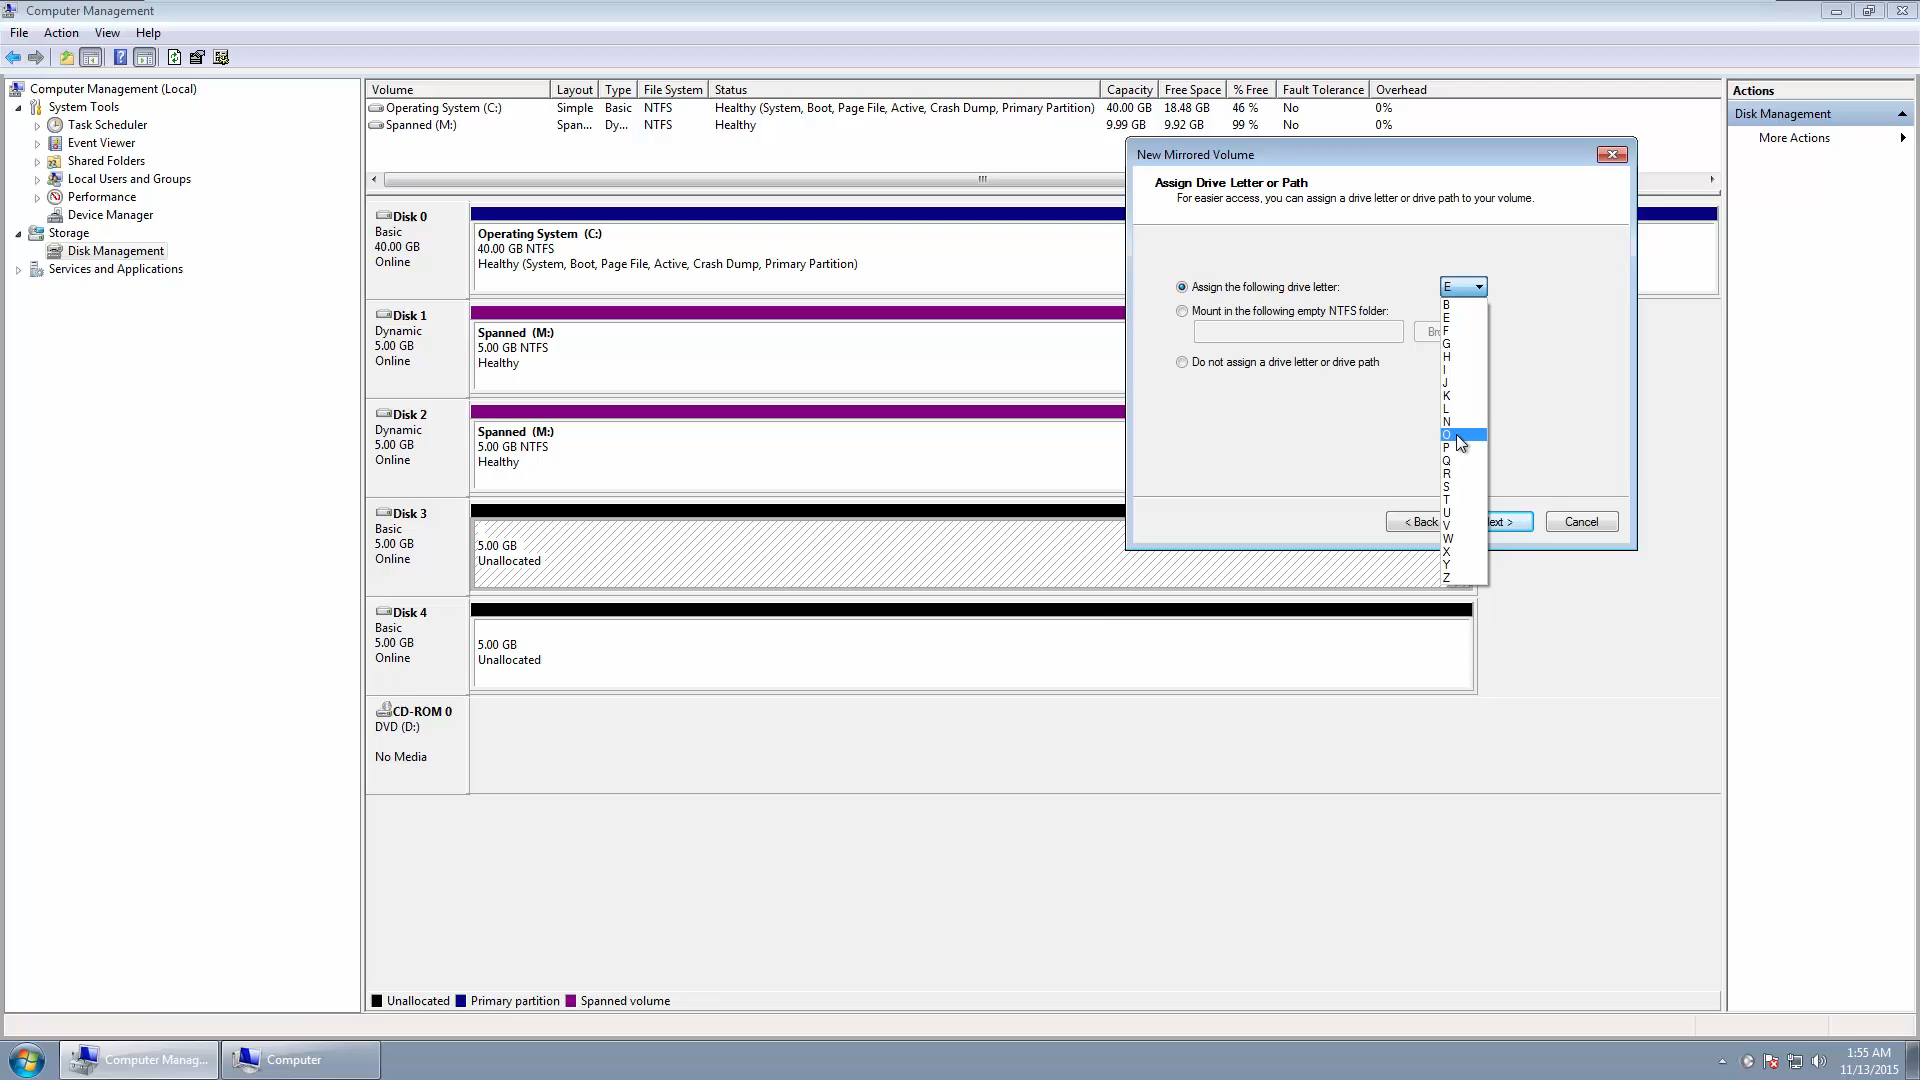 Computer Management
File Action View Help
Computer Management (Local)
System Tools
Task Scheduler
Event Viewer
Shared Folders
Local Users and Groups
Performance
Device Manager
Storage
Disk Management
Services and Applications
Volume Layout Type File System Status Capacity Free Space % Free Fault Tolerance Overhead
Operating System (C:) Simple Basic NTFS Healthy (System, Boot, Page File, Active, Crash Dump, Primary Partition) 40.00 GB 18.48 GB 46 % No 0%
Spanned (M:) Span... Dy... NTFS Healthy 9.99 GB 9.92 GB 99 % No 0%
Disk 0
Basic
40.00 GB
Online
Operating System (C:)
40.00 GB NTFS
Healthy (System, Boot, Page File, Active, Crash Dump, Primary Partition)
Disk 1
Dynamic
5.00 GB
Online
Spanned (M:)
5.00 GB NTFS
Healthy
Disk 2
Dynamic
5.00 GB
Online
Spanned (M:)
5.00 GB NTFS
Healthy
Disk 3
Basic
5.00 GB
Online
5.00 GB
Unallocated
Disk 4
Basic
5.00 GB
Online
5.00 GB
Unallocated
CD-ROM 0
DVD (D:)
No Media
Unallocated Primary partition Spanned volume
New Mirrored Volume
Assign Drive Letter or Path
For easier access, you can assign a drive letter or drive path to your volume.
Assign the following drive letter: E
Mount in the following empty NTFS folder:
Br
Do not assign a drive letter or drive path
B
E
F
G
H
I
J
K
L
N
O
P
Q
R
S
T
U
V
W
X
Y
Z
< Back ext > Cancel
Actions
Disk Management
More Actions
Computer Manag... Computer
1:55 AM
11/13/2015